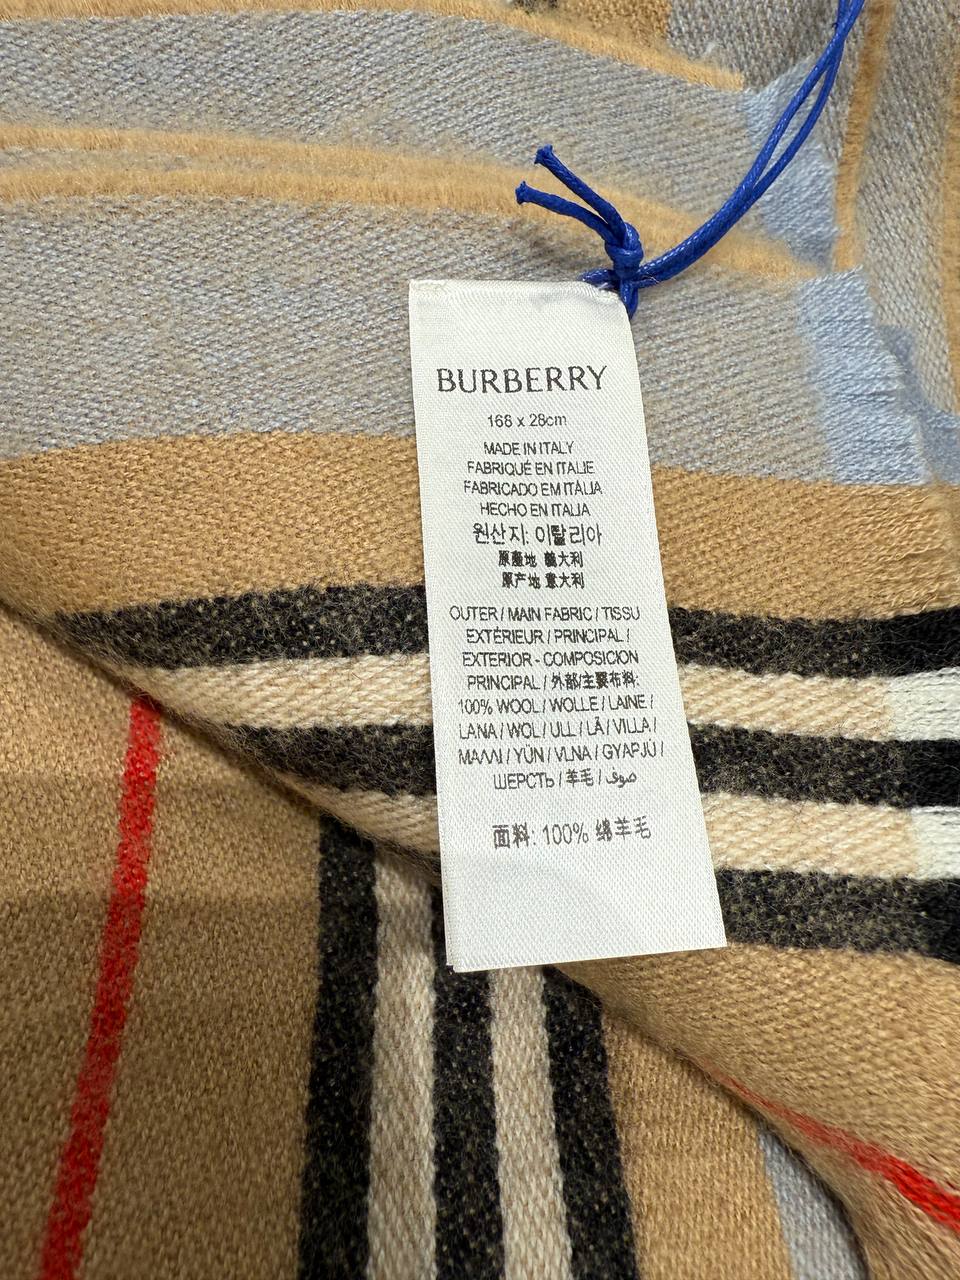 BURBERRY
168 x 28cm
MADE IN ITALY
FABRIQUÉ EN ITALIE
FABRICADO EM ITÁLIA
HECHO EN ITALIA
원산지: 이탈리아
原產地 義大利
原产地 意大利
OUTER / MAIN FABRIC / TISSU
EXTÉRIEUR / PRINCIPAL /
EXTERIOR - COMPOSICION
PRINCIPAL / 外部/主要布料:
100% WOOL / WOLLE / LAINE /
LANA / WOL / ULL / LÃ / VILLA /
ΜΑΛΛΙ / YÜN / VLNA / GYAPJÚ /
ШЕРСТЬ / 羊毛 / صوف
面料: 100% 绵羊毛